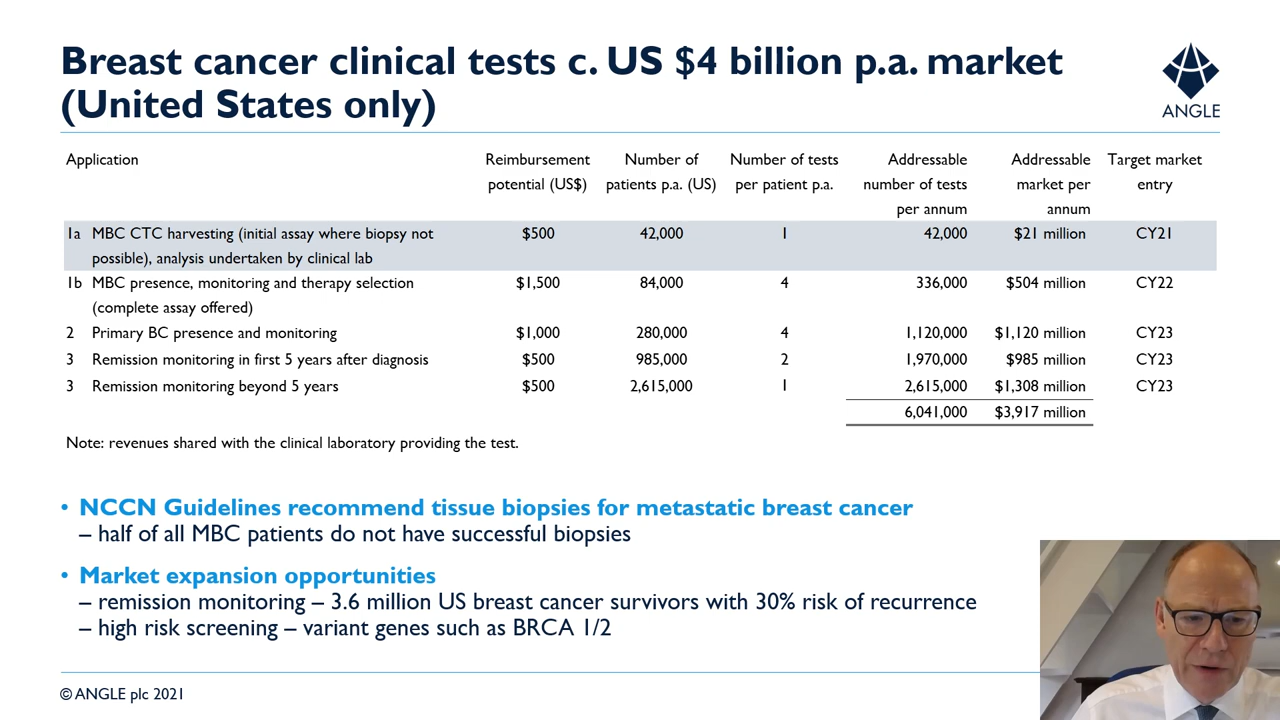 Breast cancer clinical tests c. US $4 billion p.a. market
(United States only)
ANGLE
Application Reimbursement Number of Number of tests Addressable Addressable Target market
potential (US$) patients p.a. (US) per patient p.a. number of tests market per entry
per annum annum
1a MBC CTC harvesting (initial assay where biopsy not $500 42,000 1 42,000 $21 million CY21
possible), analysis undertaken by clinical lab
1b MBC presence, monitoring and therapy selection $1,500 84,000 4 336,000 $504 million CY22
(complete assay offered)
2 Primary BC presence and monitoring $1,000 280,000 4 1,120,000 $1,120 million CY23
3 Remission monitoring in first 5 years after diagnosis $500 985,000 2 1,970,000 $985 million CY23
3 Remission monitoring beyond 5 years $500 2,615,000 1 2,615,000 $1,308 million CY23
6,041,000 $3,917 million
Note: revenues shared with the clinical laboratory providing the test.
• NCCN Guidelines recommend tissue biopsies for metastatic breast cancer
– half of all MBC patients do not have successful biopsies
• Market expansion opportunities
– remission monitoring – 3.6 million US breast cancer survivors with 30% risk of recurrence
– high risk screening – variant genes such as BRCA 1/2
© ANGLE plc 2021